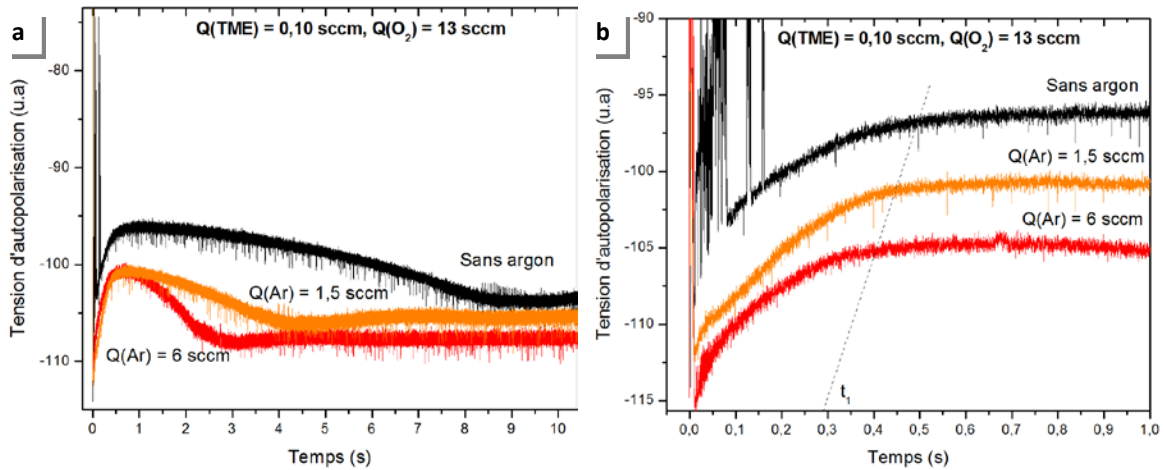 a
Q(TME) = 0,10 sccm, Q(O2) = 13 sccm
Tension d'autopolarisation (u.a)
-80
-90
-100
-110
Sans argon
Q(Ar) = 1,5 sccm
Q(Ar) = 6 sccm
0 1 2 3 4 5 6 7 8 9 10
Temps (s)
b
Q(TME) = 0,10 sccm, Q(O2) = 13 sccm
Tension d'autopolarisation (u.a)
-90
-95
-100
-105
-110
-115
Sans argon
Q(Ar) = 1,5 sccm
Q(Ar) = 6 sccm
t1
0,0 0,1 0,2 0,3 0,4 0,5 0,6 0,7 0,8 0,9 1,0
Temps (s)